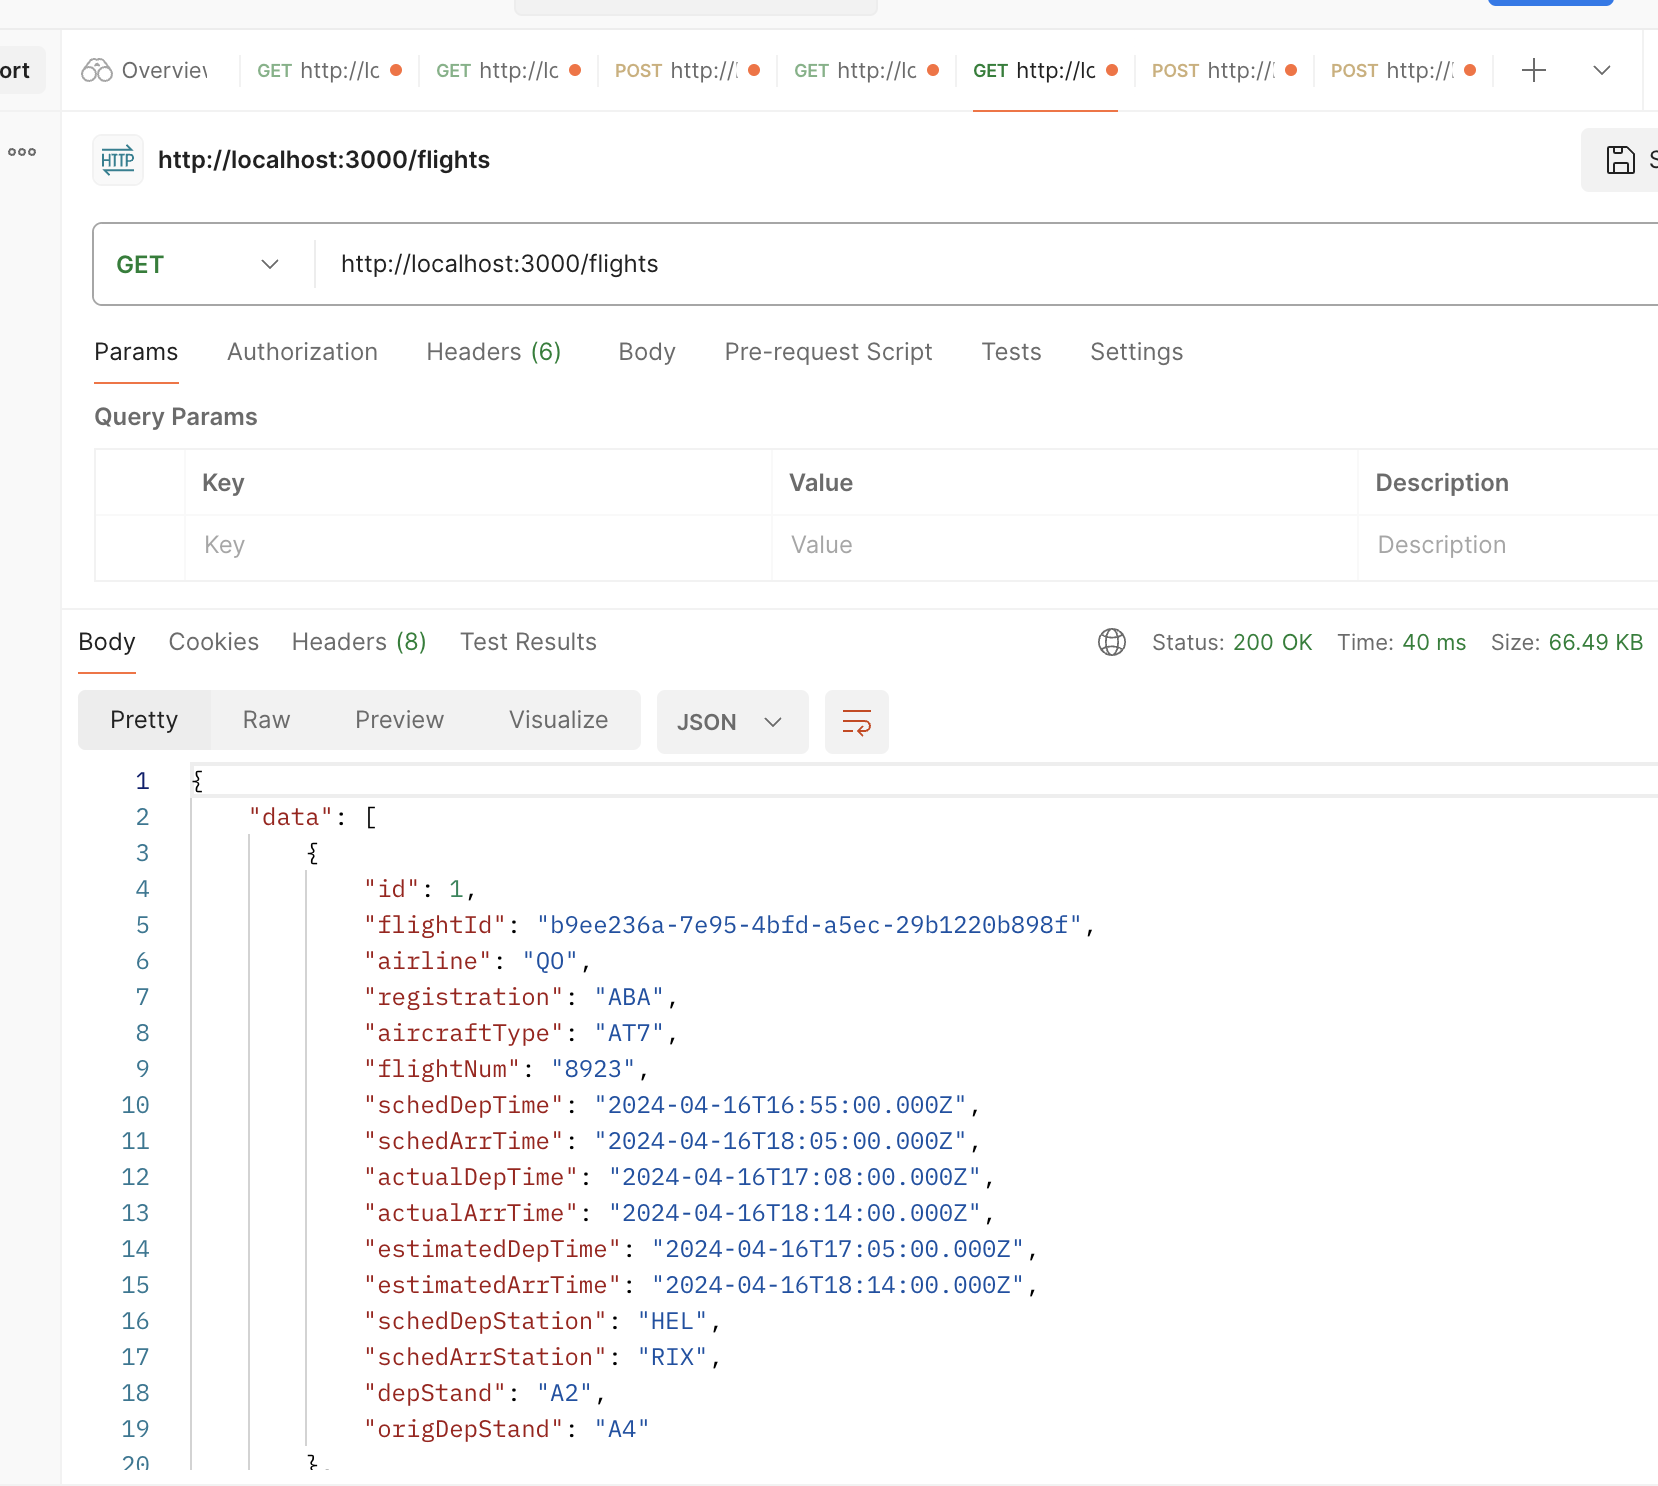 ort
Overview GET http://lc GET http://lc POST http:// GET http://lc GET http://lc POST http:// POST http://
HTTP http://localhost:3000/flights S
GET http://localhost:3000/flights
Params Authorization Headers (6) Body Pre-request Script Tests Settings
Query Params
Key Value Description
Key Value Description
Body Cookies Headers (8) Test Results Status: 200 OK Time: 40 ms Size: 66.49 KB
Pretty Raw Preview Visualize JSON
1 {
2 "data": [
3 {
4 "id": 1,
5 "flightId": "b9ee236a-7e95-4bfd-a5ec-29b1220b898f",
6 "airline": "QO",
7 "registration": "ABA",
8 "aircraftType": "AT7",
9 "flightNum": "8923",
10 "schedDepTime": "2024-04-16T16:55:00.000Z",
11 "schedArrTime": "2024-04-16T18:05:00.000Z",
12 "actualDepTime": "2024-04-16T17:08:00.000Z",
13 "actualArrTime": "2024-04-16T18:14:00.000Z",
14 "estimatedDepTime": "2024-04-16T17:05:00.000Z",
15 "estimatedArrTime": "2024-04-16T18:14:00.000Z",
16 "schedDepStation": "HEL",
17 "schedArrStation": "RIX",
18 "depStand": "A2",
19 "origDepStand": "A4"
20 },